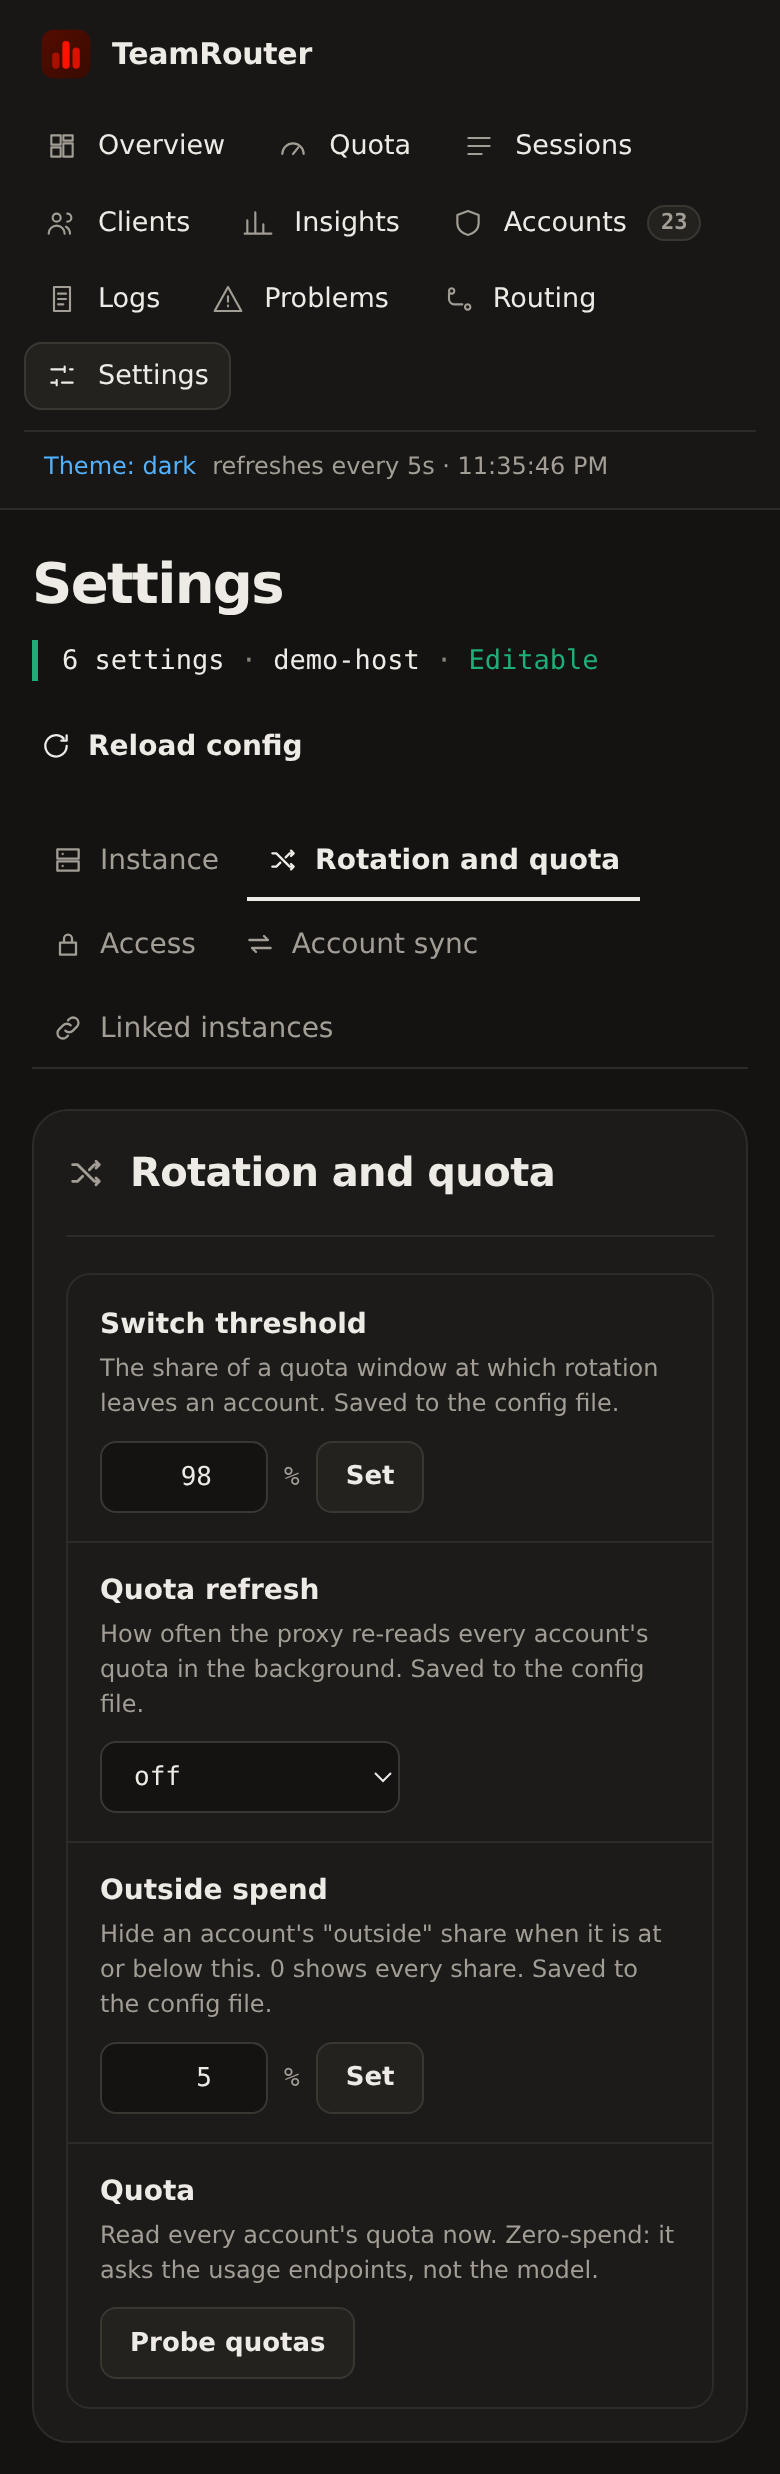 TeamRouter
Overview Quota Sessions
Clients Insights Accounts 23
Logs Problems Routing
Settings
Theme: dark refreshes every 5s · 11:35:46 PM
Settings
6 settings · demo-host · Editable
Reload config
Instance Rotation and quota
Access Account sync
Linked instances
Rotation and quota
Switch threshold
The share of a quota window at which rotation
leaves an account. Saved to the config file.
98 % Set
Quota refresh
How often the proxy re-reads every account's
quota in the background. Saved to the config
file.
off
Outside spend
Hide an account's "outside" share when it is at
or below this. 0 shows every share. Saved to
the config file.
5 % Set
Quota
Read every account's quota now. Zero-spend: it
asks the usage endpoints, not the model.
Probe quotas